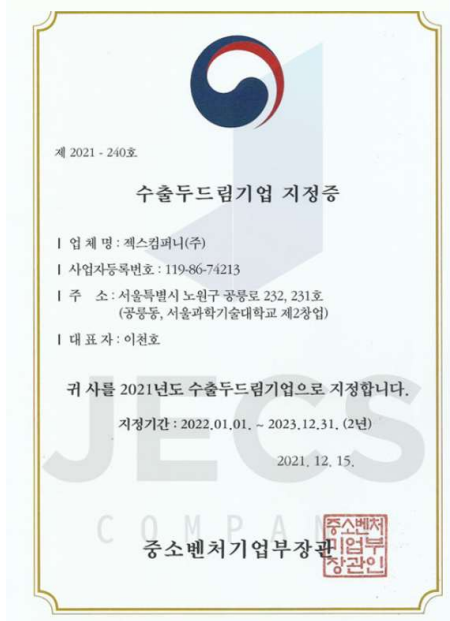 제 2021 - 240호
수출두드림기업 지정증
| 업 체 명 : 젝스컴퍼니(주)
| 사업자등록번호 : 119-86-74213
| 주 소 : 서울특별시 노원구 공릉로 232, 231호
(공릉동, 서울과학기술대학교 제2창업)
| 대 표 자 : 이천호
귀 사를 2021년도 수출두드림기업으로 지정합니다.
지정기간 : 2022.01.01. ~ 2023.12.31. (2년)
JECS
2021. 12. 15.
COMPANY
중소벤처기업부장관
중소벤처
기업부
장관인